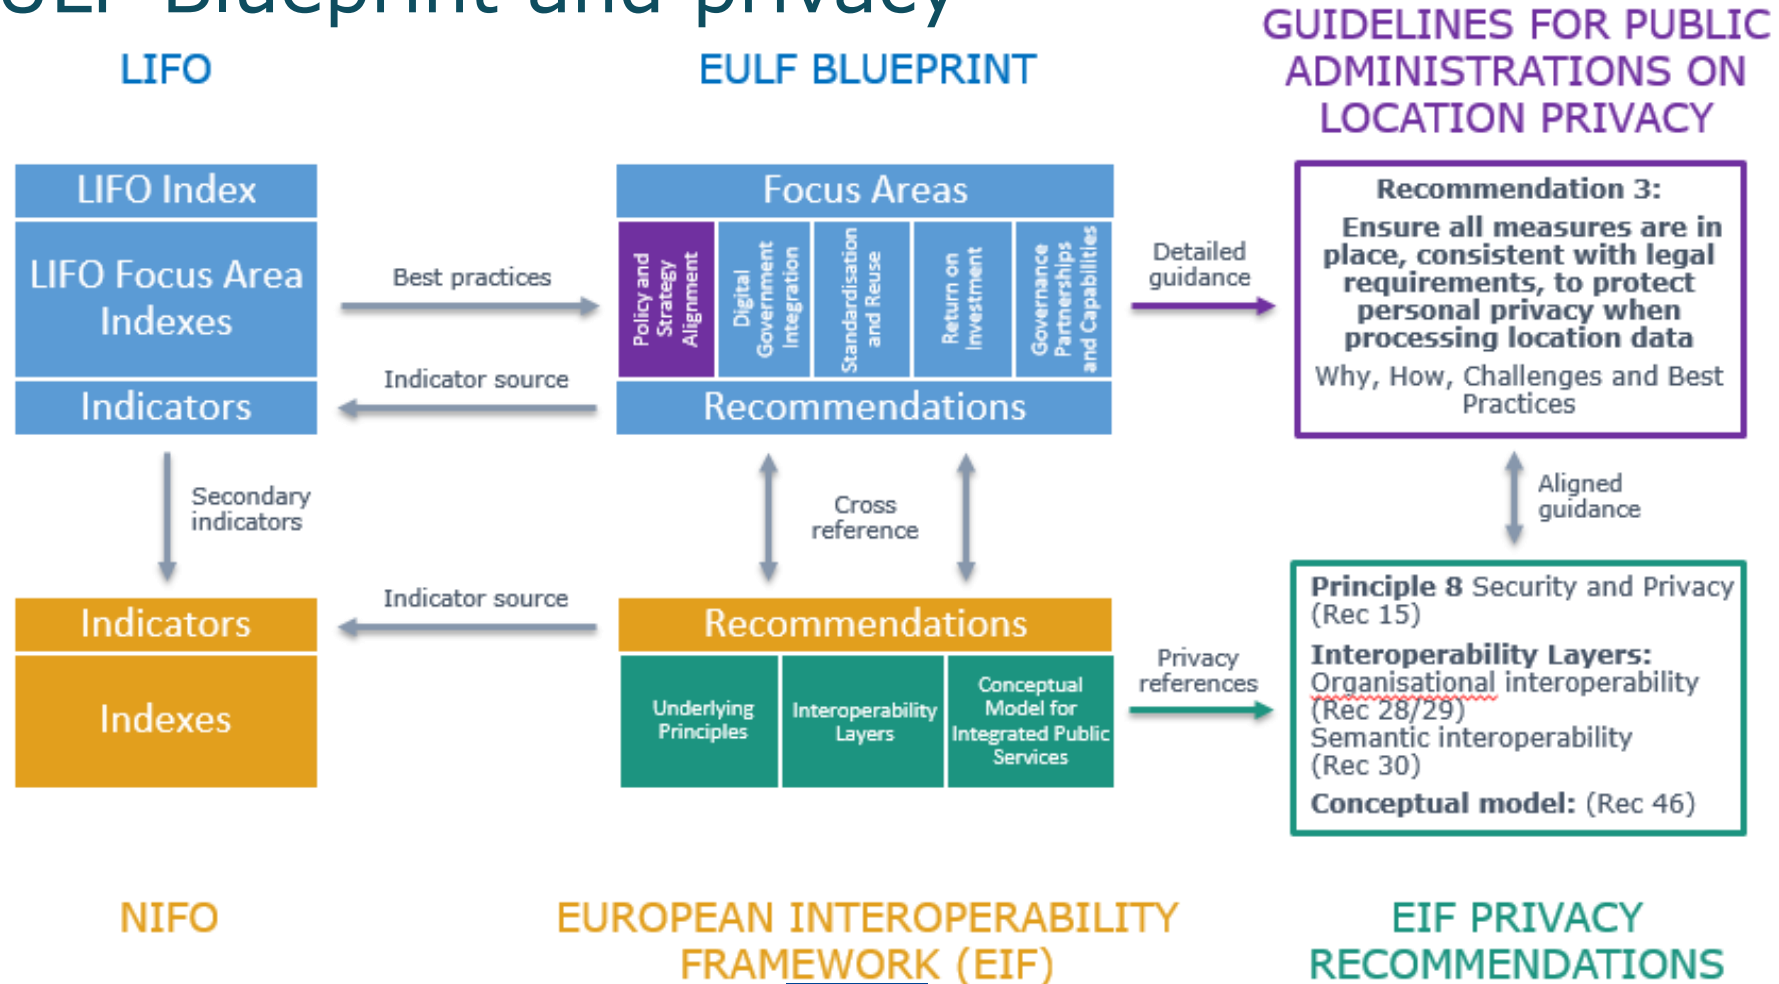 ULF Blueprint and privacy
LIFO
EULF BLUEPRINT
GUIDELINES FOR PUBLIC
ADMINISTRATIONS ON
LOCATION PRIVACY
LIFO Index
LIFO Focus Area
Indexes
Indicators
Best practices
Indicator source
Focus Areas
Policy and
Strategy
Alignment
Digital
Government
Integration
Standardisation
and Reuse
Return on
Investment
Governance
Partnerships
and Capabilities
Recommendations
Detailed
guidance
Recommendation 3:
Ensure all measures are in
place, consistent with legal
requirements, to protect
personal privacy when
processing location data
Why, How, Challenges and Best
Practices
Secondary
indicators
Cross
reference
Aligned
guidance
Indicators
Indexes
Indicator source
Recommendations
Underlying
Principles
Interoperability
Layers
Conceptual
Model for
Integrated Public
Services
Privacy
references
Principle 8 Security and Privacy
(Rec 15)
Interoperability Layers:
Organisational interoperability
(Rec 28/29)
Semantic interoperability
(Rec 30)
Conceptual model: (Rec 46)
NIFO
EUROPEAN INTEROPERABILITY
FRAMEWORK (EIF)
EIF PRIVACY
RECOMMENDATIONS